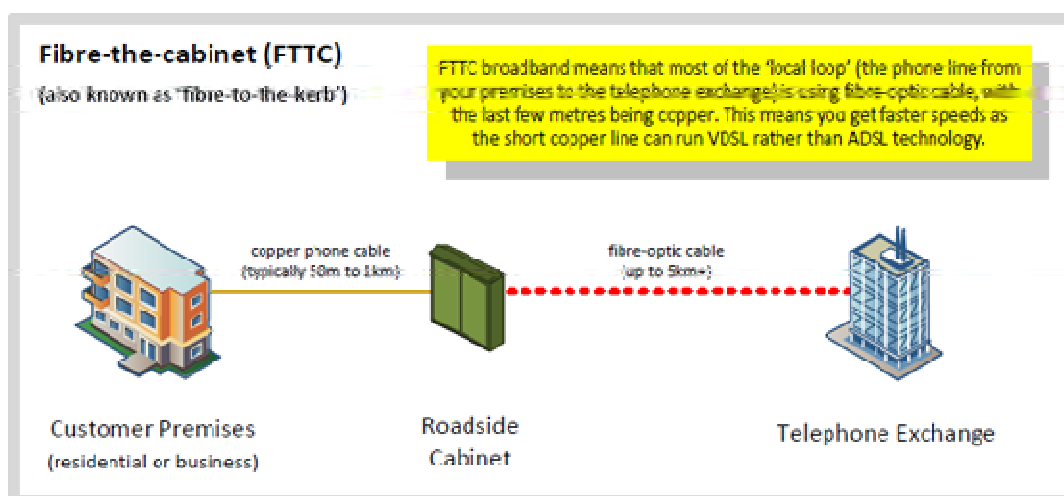 Fibre-the-cabinet (FTTC)
(also known as 'fibre-to-the-kerb')
FTTC broadband means that most of the 'local loop' (the phone line from
your premises to the telephone exchange) is using fibre-optic cable, with
the last few metres being copper. This means you get faster speeds as
the short copper line can run VDSL rather than ADSL technology.
copper phone cable
(typically 50m to 1km)
fibre-optic cable
(up to 5km+)
Customer Premises
(residential or business)
Roadside
Cabinet
Telephone Exchange